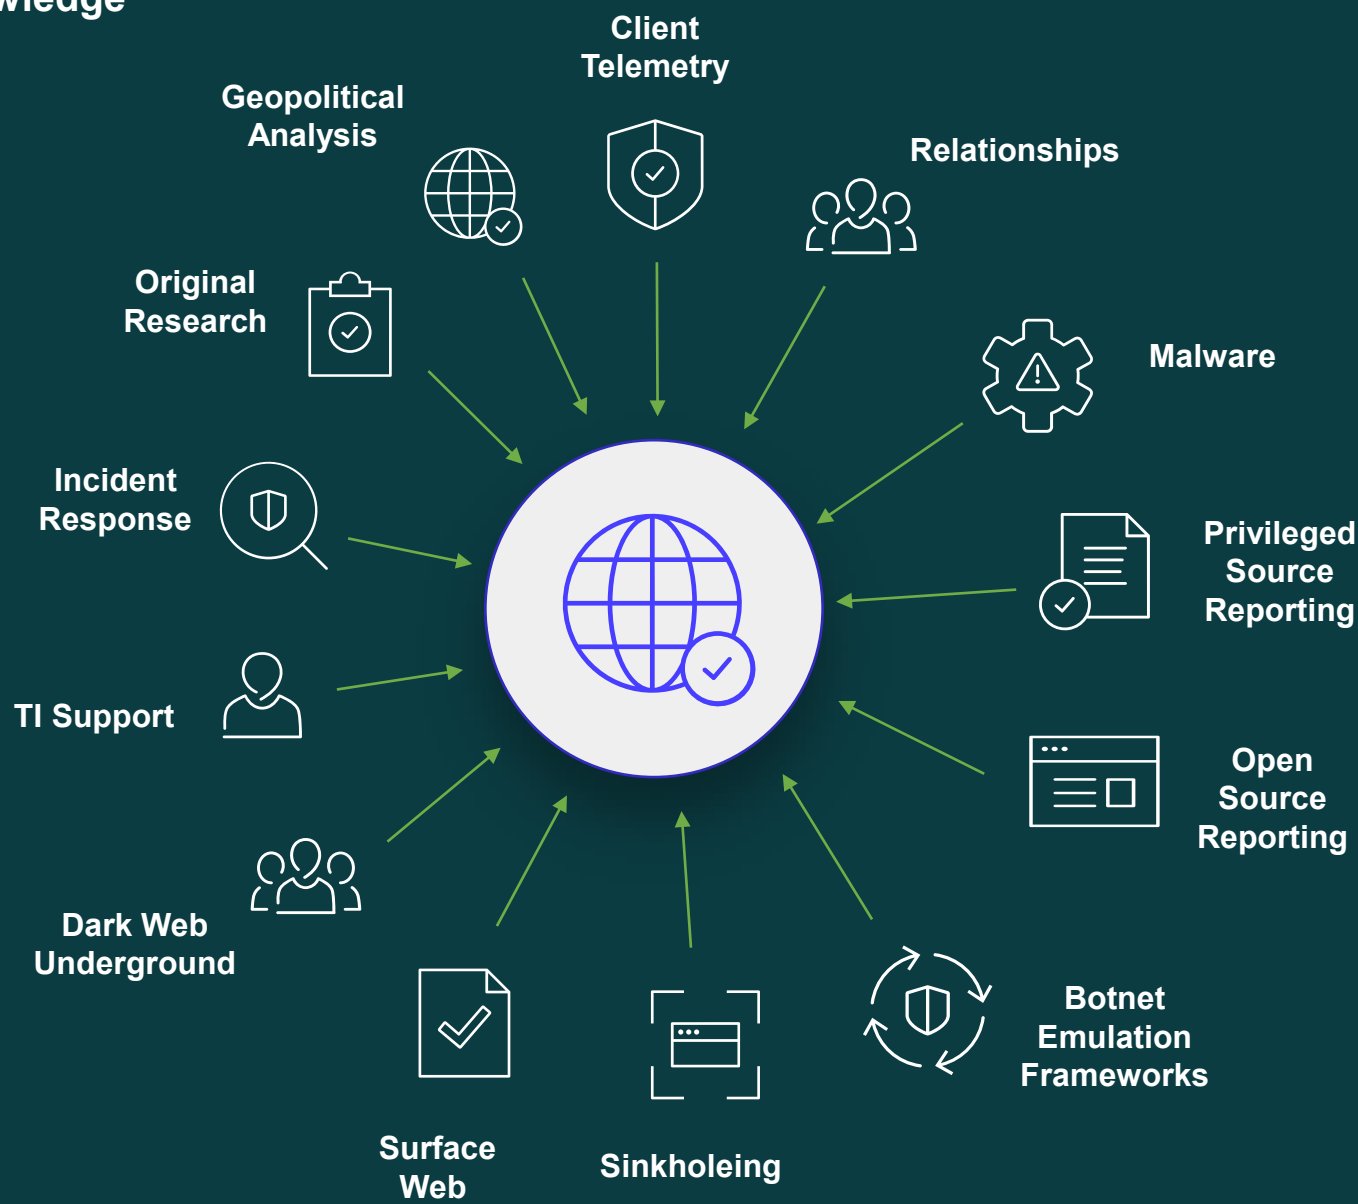 Client
Telemetry
Geopolitical
Analysis
Relationships
Original
Research
Malware
Incident
Response
Privileged
Source
Reporting
TI Support
Open
Source
Reporting
Dark Web
Underground
Botnet
Emulation
Frameworks
Surface
Web
Sinkholeing